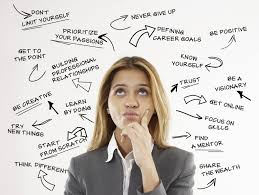 DON'T
LIMIT YOURSELF
NEVER GIVE UP
PRIORITIZE
YOUR PASSIONS
DEFINING
CAREER GOALS
BE POSITIVE
GET TO
THE POINT
BUILDING
PROFESSIONAL
RELATIONSHIPS
KNOW
YOURSELF
TRUST
BE A
VISIONARY
BE CREATIVE
LEARN
BY DOING
GET ONLINE
TRY
NEW THINGS
START
FROM SCRATCH
FOCUS ON
SKILLS
FIND
A MENTOR
THINK DIFFERENT
SHARE
THE WEALTH